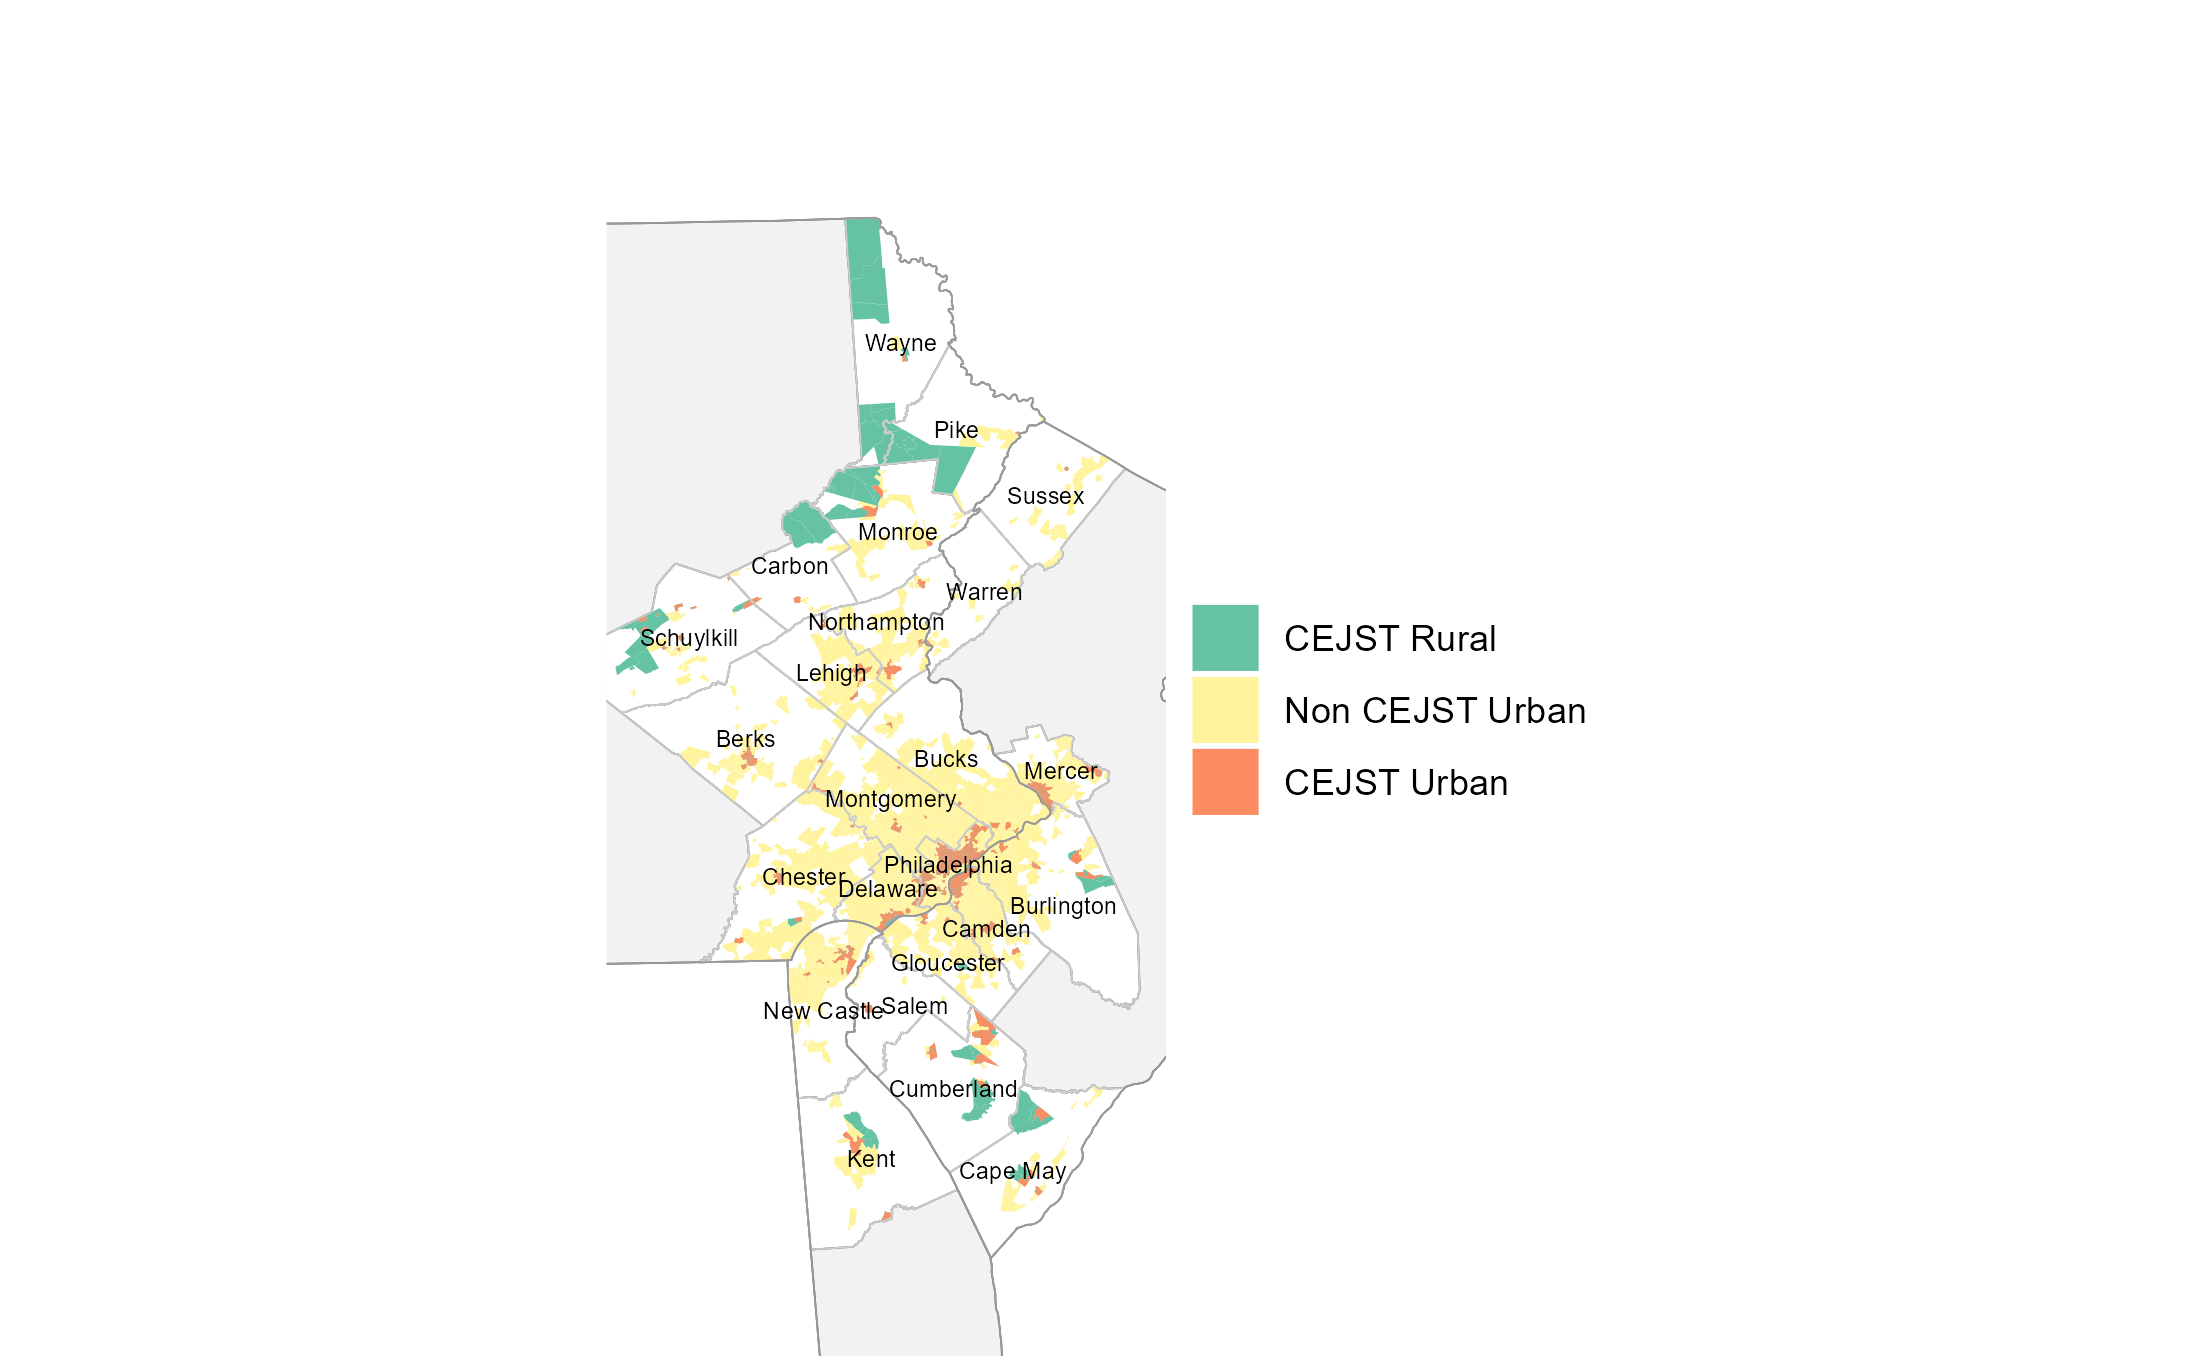 Wayne
Pike
Sussex
Monroe
Carbon
Warren
Northampton
Schuylkill
Lehigh
Berks
Bucks
Mercer
Montgomery
Philadelphia
Chester
Delaware
Burlington
Camden
Gloucester
New Castle
Salem
Cumberland
Kent
Cape May
CEJST Rural
Non CEJST Urban
CEJST Urban